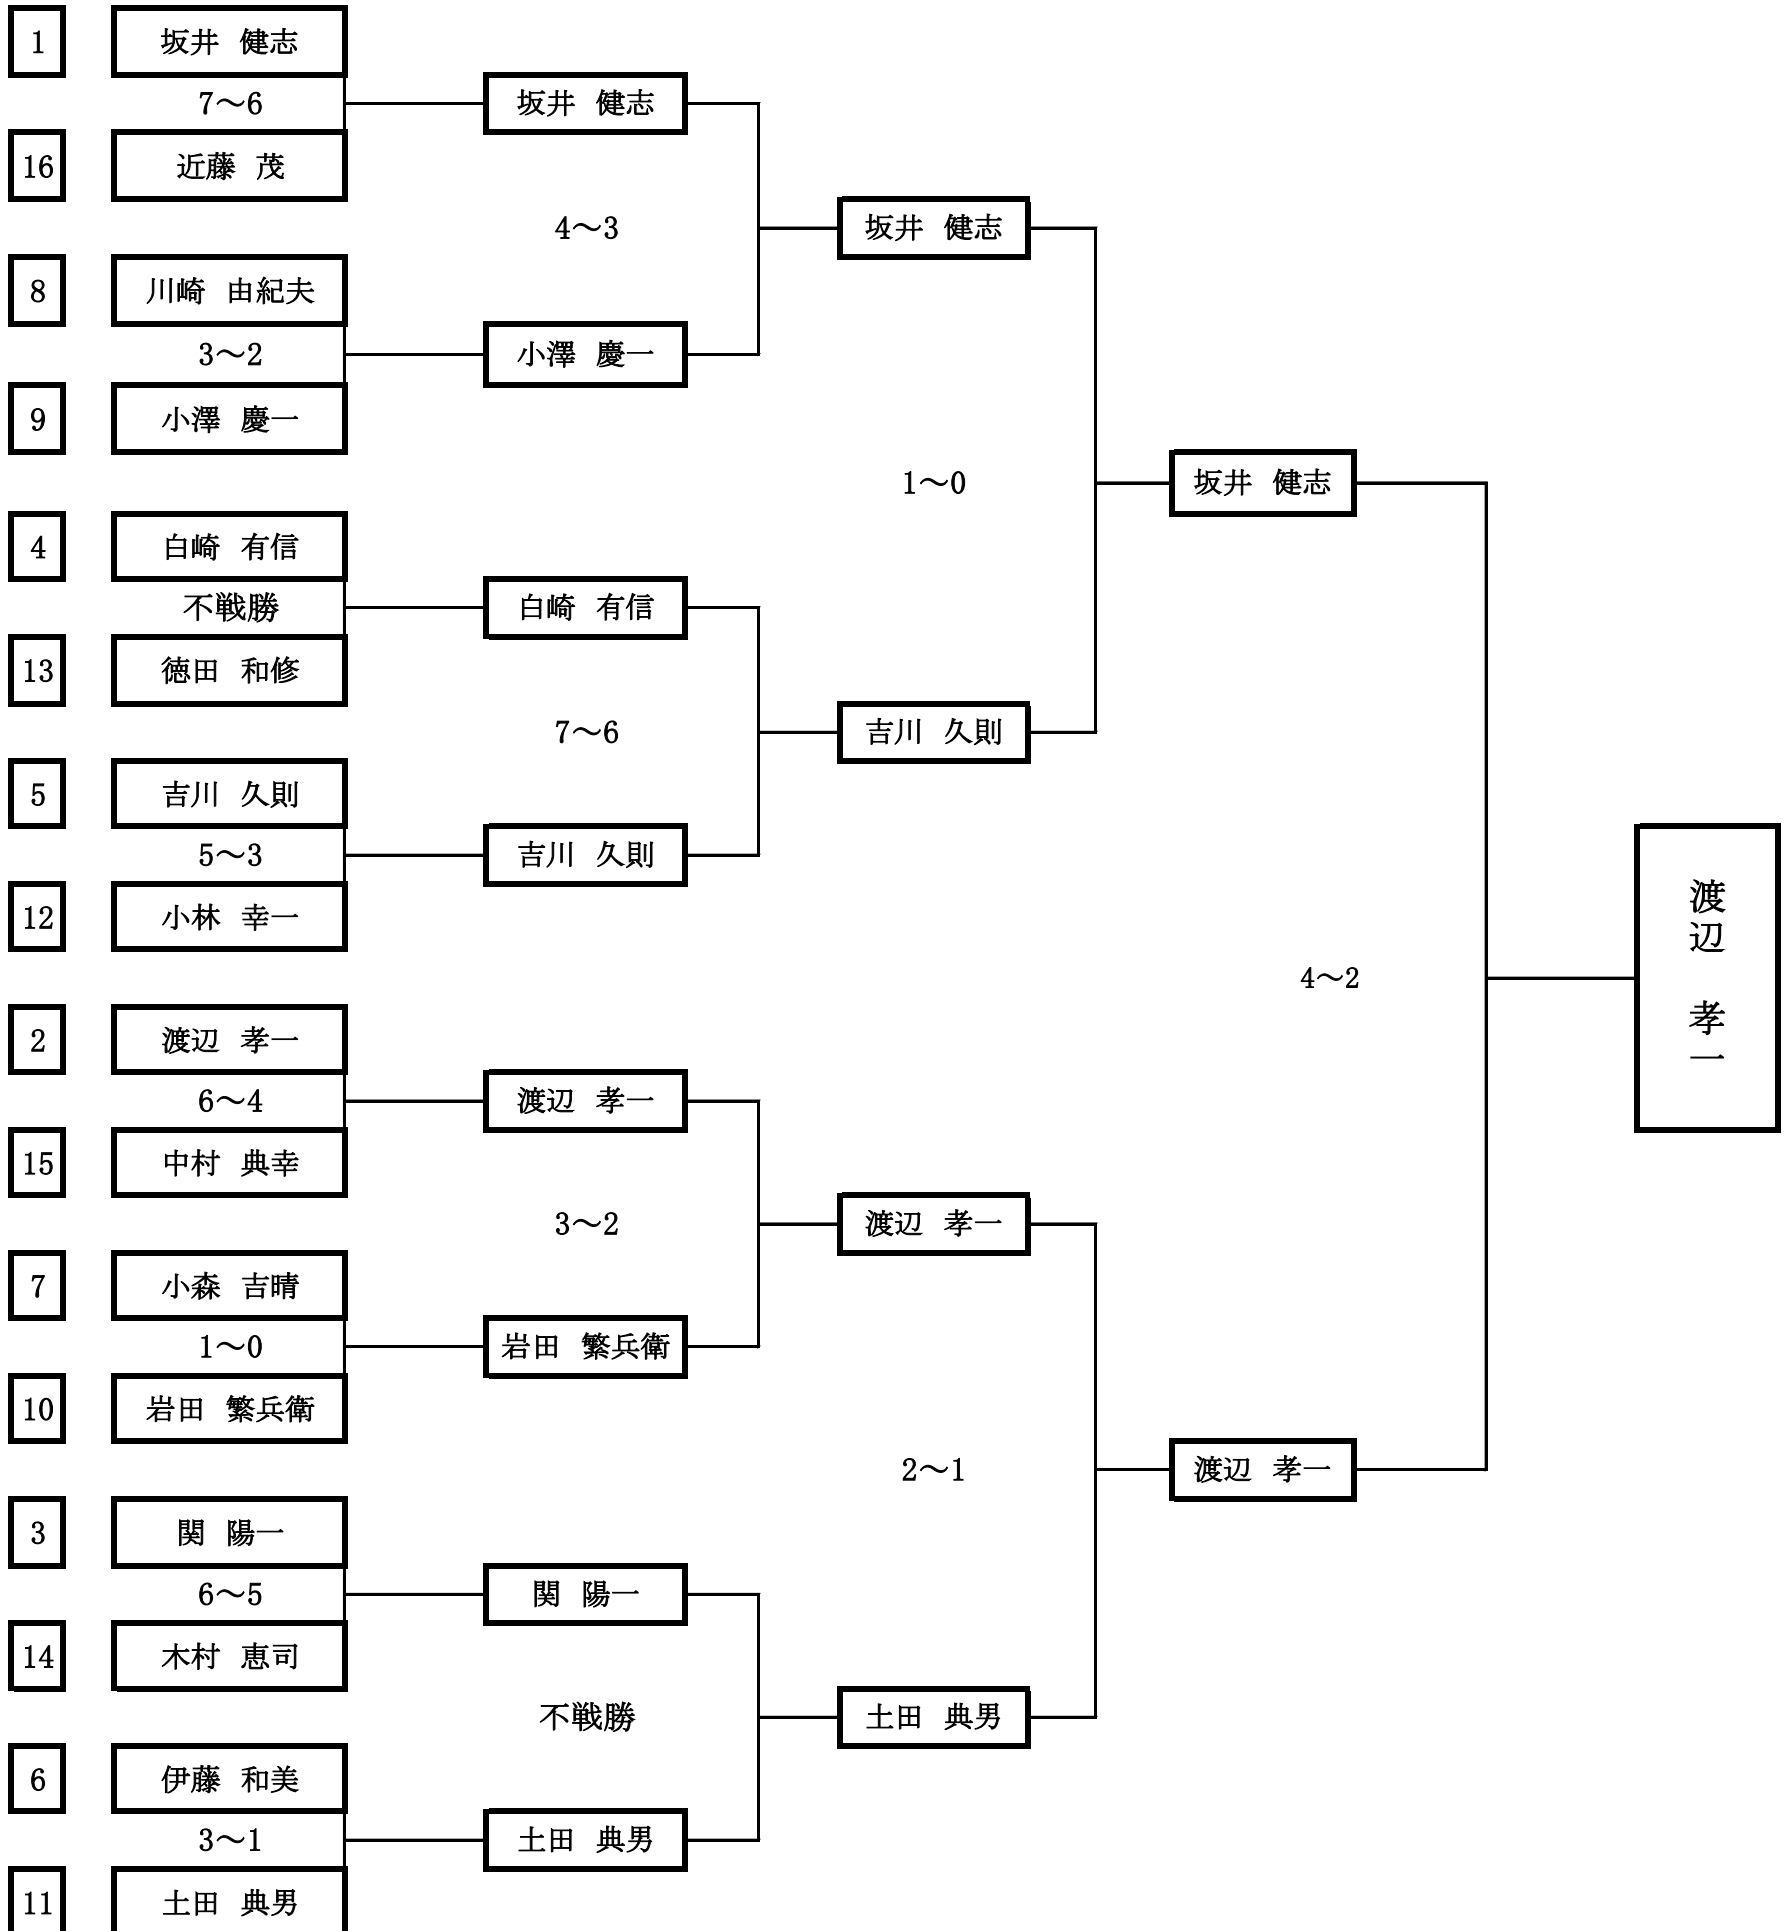 1 坂井 健志
7～6 坂井 健志
16 近藤 茂
4～3 坂井 健志
8 川崎 由紀夫
3～2 小澤 慶一
9 小澤 慶一
1～0 坂井 健志
4 白崎 有信
不戦勝 白崎 有信
13 徳田 和修
7～6 吉川 久則
5 吉川 久則
5～3 吉川 久則
12 小林 幸一
4～2 渡辺 孝一
2 渡辺 孝一
6～4 渡辺 孝一
15 中村 典幸
3～2 渡辺 孝一
7 小森 吉晴
1～0 岩田 繁兵衛
10 岩田 繁兵衛
2～1 渡辺 孝一
3 関 陽一
6～5 関 陽一
14 木村 恵司
不戦勝 土田 典男
6 伊藤 和美
3～1 土田 典男
11 土田 典男